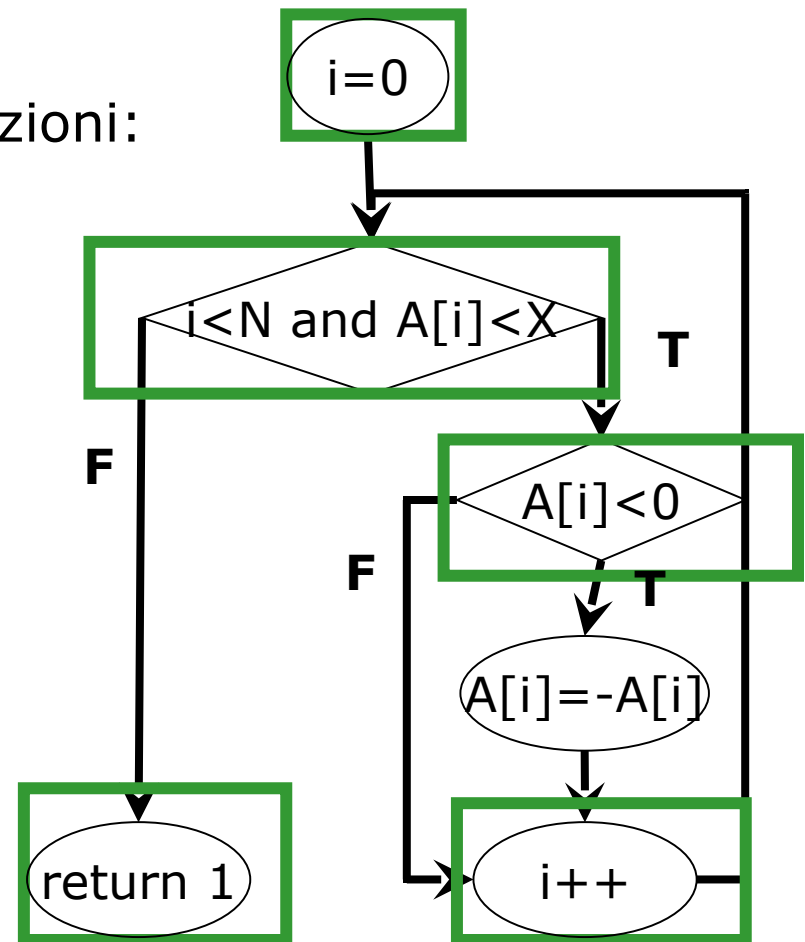 i=0
zioni:
i<N and A[i]<X
T
F
A[i]<0
F
T
A[i]=-A[i]
return 1
i++